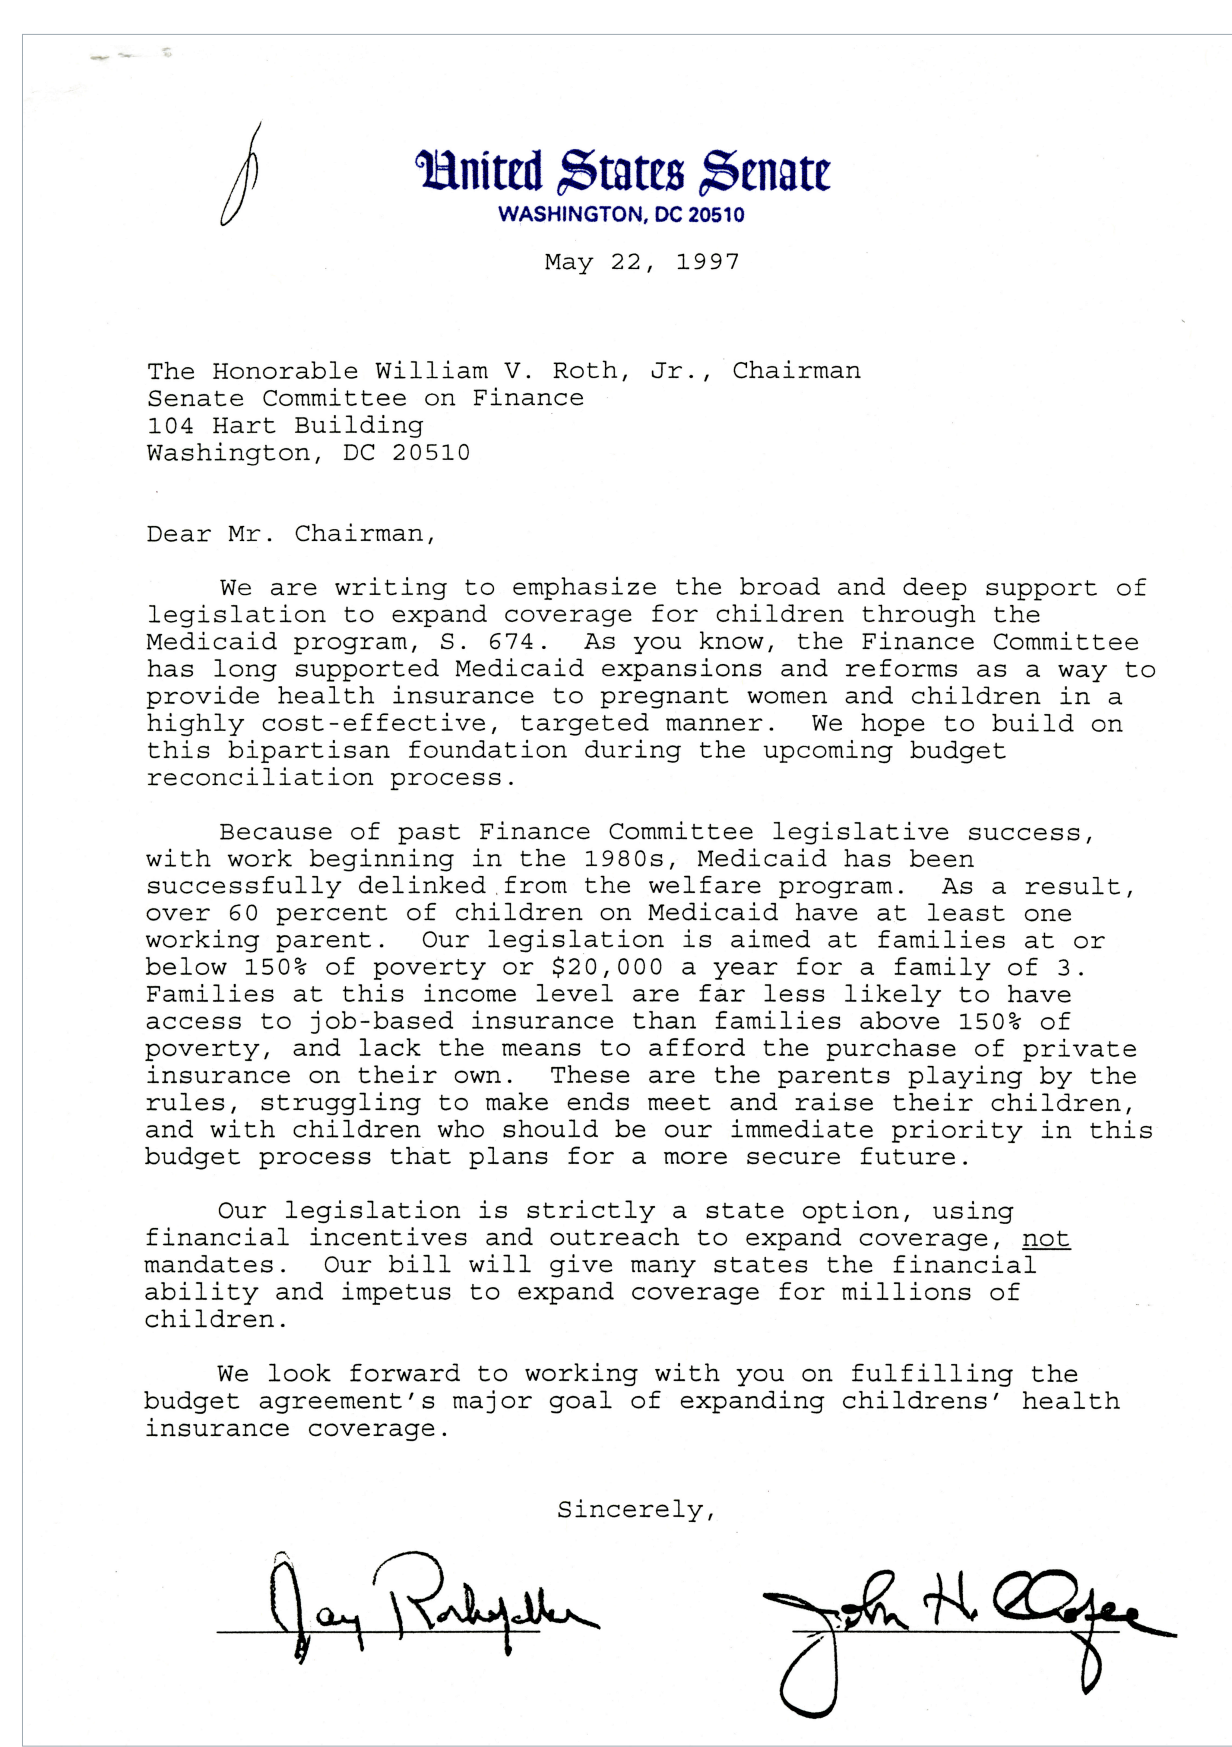 United States Senate
WASHINGTON, DC 20510
May 22, 1997
The Honorable William V. Roth, Jr., Chairman
Senate Committee on Finance
104 Hart Building
Washington, DC 20510
Dear Mr. Chairman,
We are writing to emphasize the broad and deep support of
legislation to expand coverage for children through the
Medicaid program, S. 674.  As you know, the Finance Committee
has long supported Medicaid expansions and reforms as a way to
provide health insurance to pregnant women and children in a
highly cost-effective, targeted manner.  We hope to build on
this bipartisan foundation during the upcoming budget
reconciliation process.
Because of past Finance Committee legislative success,
with work beginning in the 1980s, Medicaid has been
successfully delinked from the welfare program.  As a result,
over 60 percent of children on Medicaid have at least one
working parent.  Our legislation is aimed at families at or
below 150% of poverty or $20,000 a year for a family of 3.
Families at this income level are far less likely to have
access to job-based insurance than families above 150% of
poverty, and lack the means to afford the purchase of private
insurance on their own.  These are the parents playing by the
rules, struggling to make ends meet and raise their children,
and with children who should be our immediate priority in this
budget process that plans for a more secure future.
Our legislation is strictly a state option, using
financial incentives and outreach to expand coverage, not
mandates.  Our bill will give many states the financial
ability and impetus to expand coverage for millions of
children.
We look forward to working with you on fulfilling the
budget agreement's major goal of expanding childrens' health
insurance coverage.
Sincerely,
Jay Rockefeller
John H. Chafee